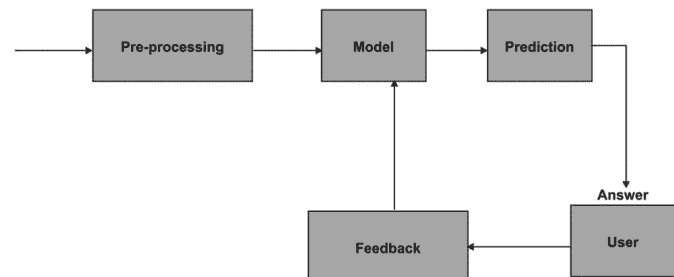 Pre-processing
Model
Prediction
Answer
User
Feedback